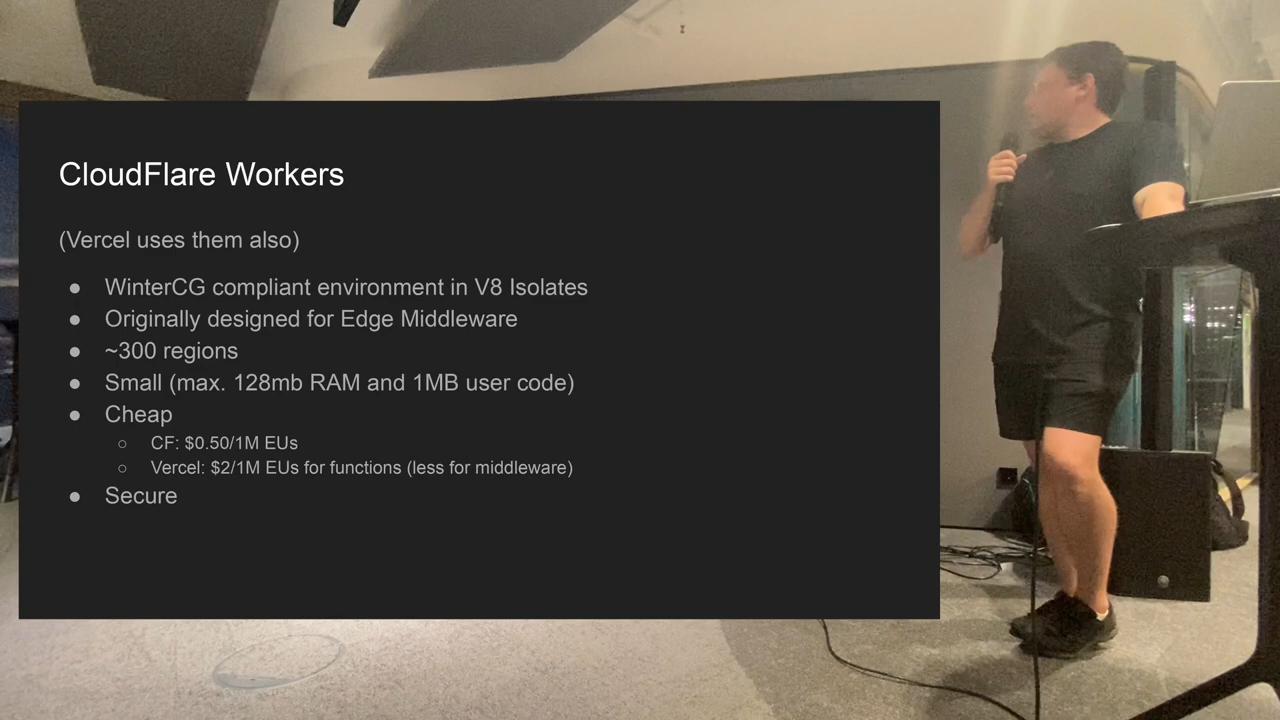 CloudFlare Workers
(Vercel uses them also)
● WinterCG compliant environment in V8 Isolates
● Originally designed for Edge Middleware
● ~300 regions
● Small (max. 128mb RAM and 1MB user code)
● Cheap
○ CF: $0.50/1M EUs
○ Vercel: $2/1M EUs for functions (less for middleware)
● Secure